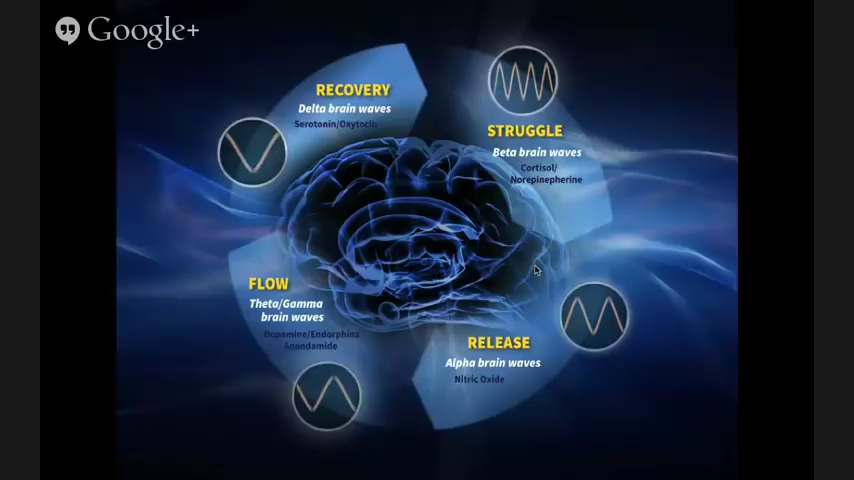 Google+
RECOVERY
Delta brain waves
Serotonin/Oxytocin
STRUGGLE
Beta brain waves
Cortisol/
Norepinepherine
FLOW
Theta/Gamma
brain waves
Dopamine/Endorphins
Anandamide
RELEASE
Alpha brain waves
Nitric Oxide